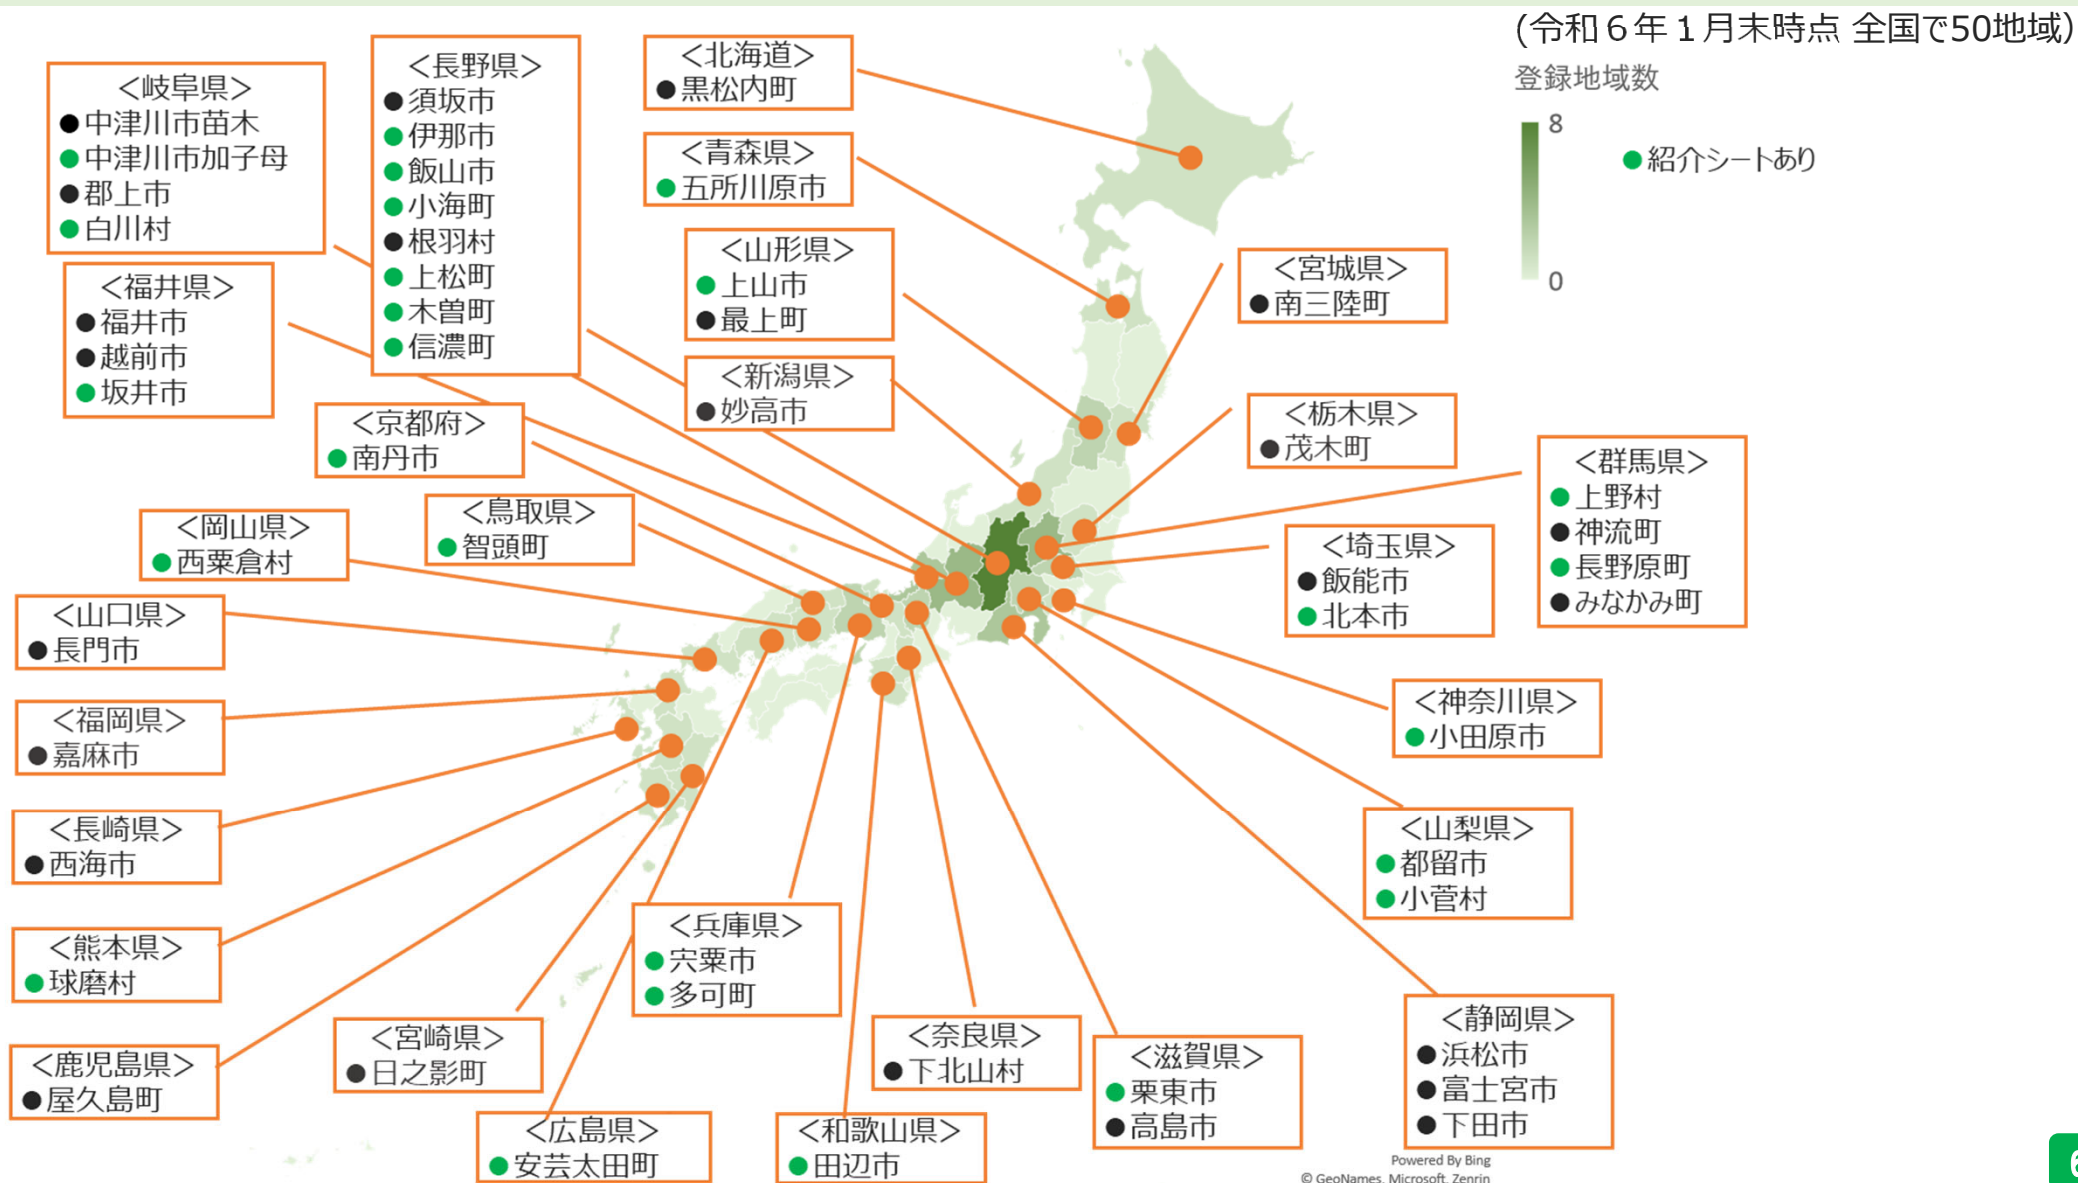 (令和６年１月末時点 全国で50地域)
登録地域数
8
0
●紹介シートあり
＜岐阜県＞
●中津川市苗木
●中津川市加子母
●郡上市
●白川村
＜福井県＞
●福井市
●越前市
●坂井市
＜長野県＞
●須坂市
●伊那市
●飯山市
●小海町
●根羽村
●上松町
●木曽町
●信濃町
＜北海道＞
●黒松内町
＜青森県＞
●五所川原市
＜山形県＞
●上山市
●最上町
＜新潟県＞
●妙高市
＜宮城県＞
●南三陸町
＜栃木県＞
●茂木町
＜群馬県＞
●上野村
●神流町
●長野原町
●みなかみ町
＜埼玉県＞
●飯能市
●北本市
＜神奈川県＞
●小田原市
＜山梨県＞
●都留市
●小菅村
＜静岡県＞
●浜松市
●富士宮市
●下田市
＜京都府＞
●南丹市
＜鳥取県＞
●智頭町
＜岡山県＞
●西粟倉村
＜山口県＞
●長門市
＜福岡県＞
●嘉麻市
＜長崎県＞
●西海市
＜熊本県＞
●球磨村
＜鹿児島県＞
●屋久島町
＜宮崎県＞
●日之影町
＜広島県＞
●安芸太田町
＜兵庫県＞
●宍粟市
●多可町
＜和歌山県＞
●田辺市
＜奈良県＞
●下北山村
＜滋賀県＞
●栗東市
●高島市
Powered By Bing
© GeoNames, Microsoft, Zenrin